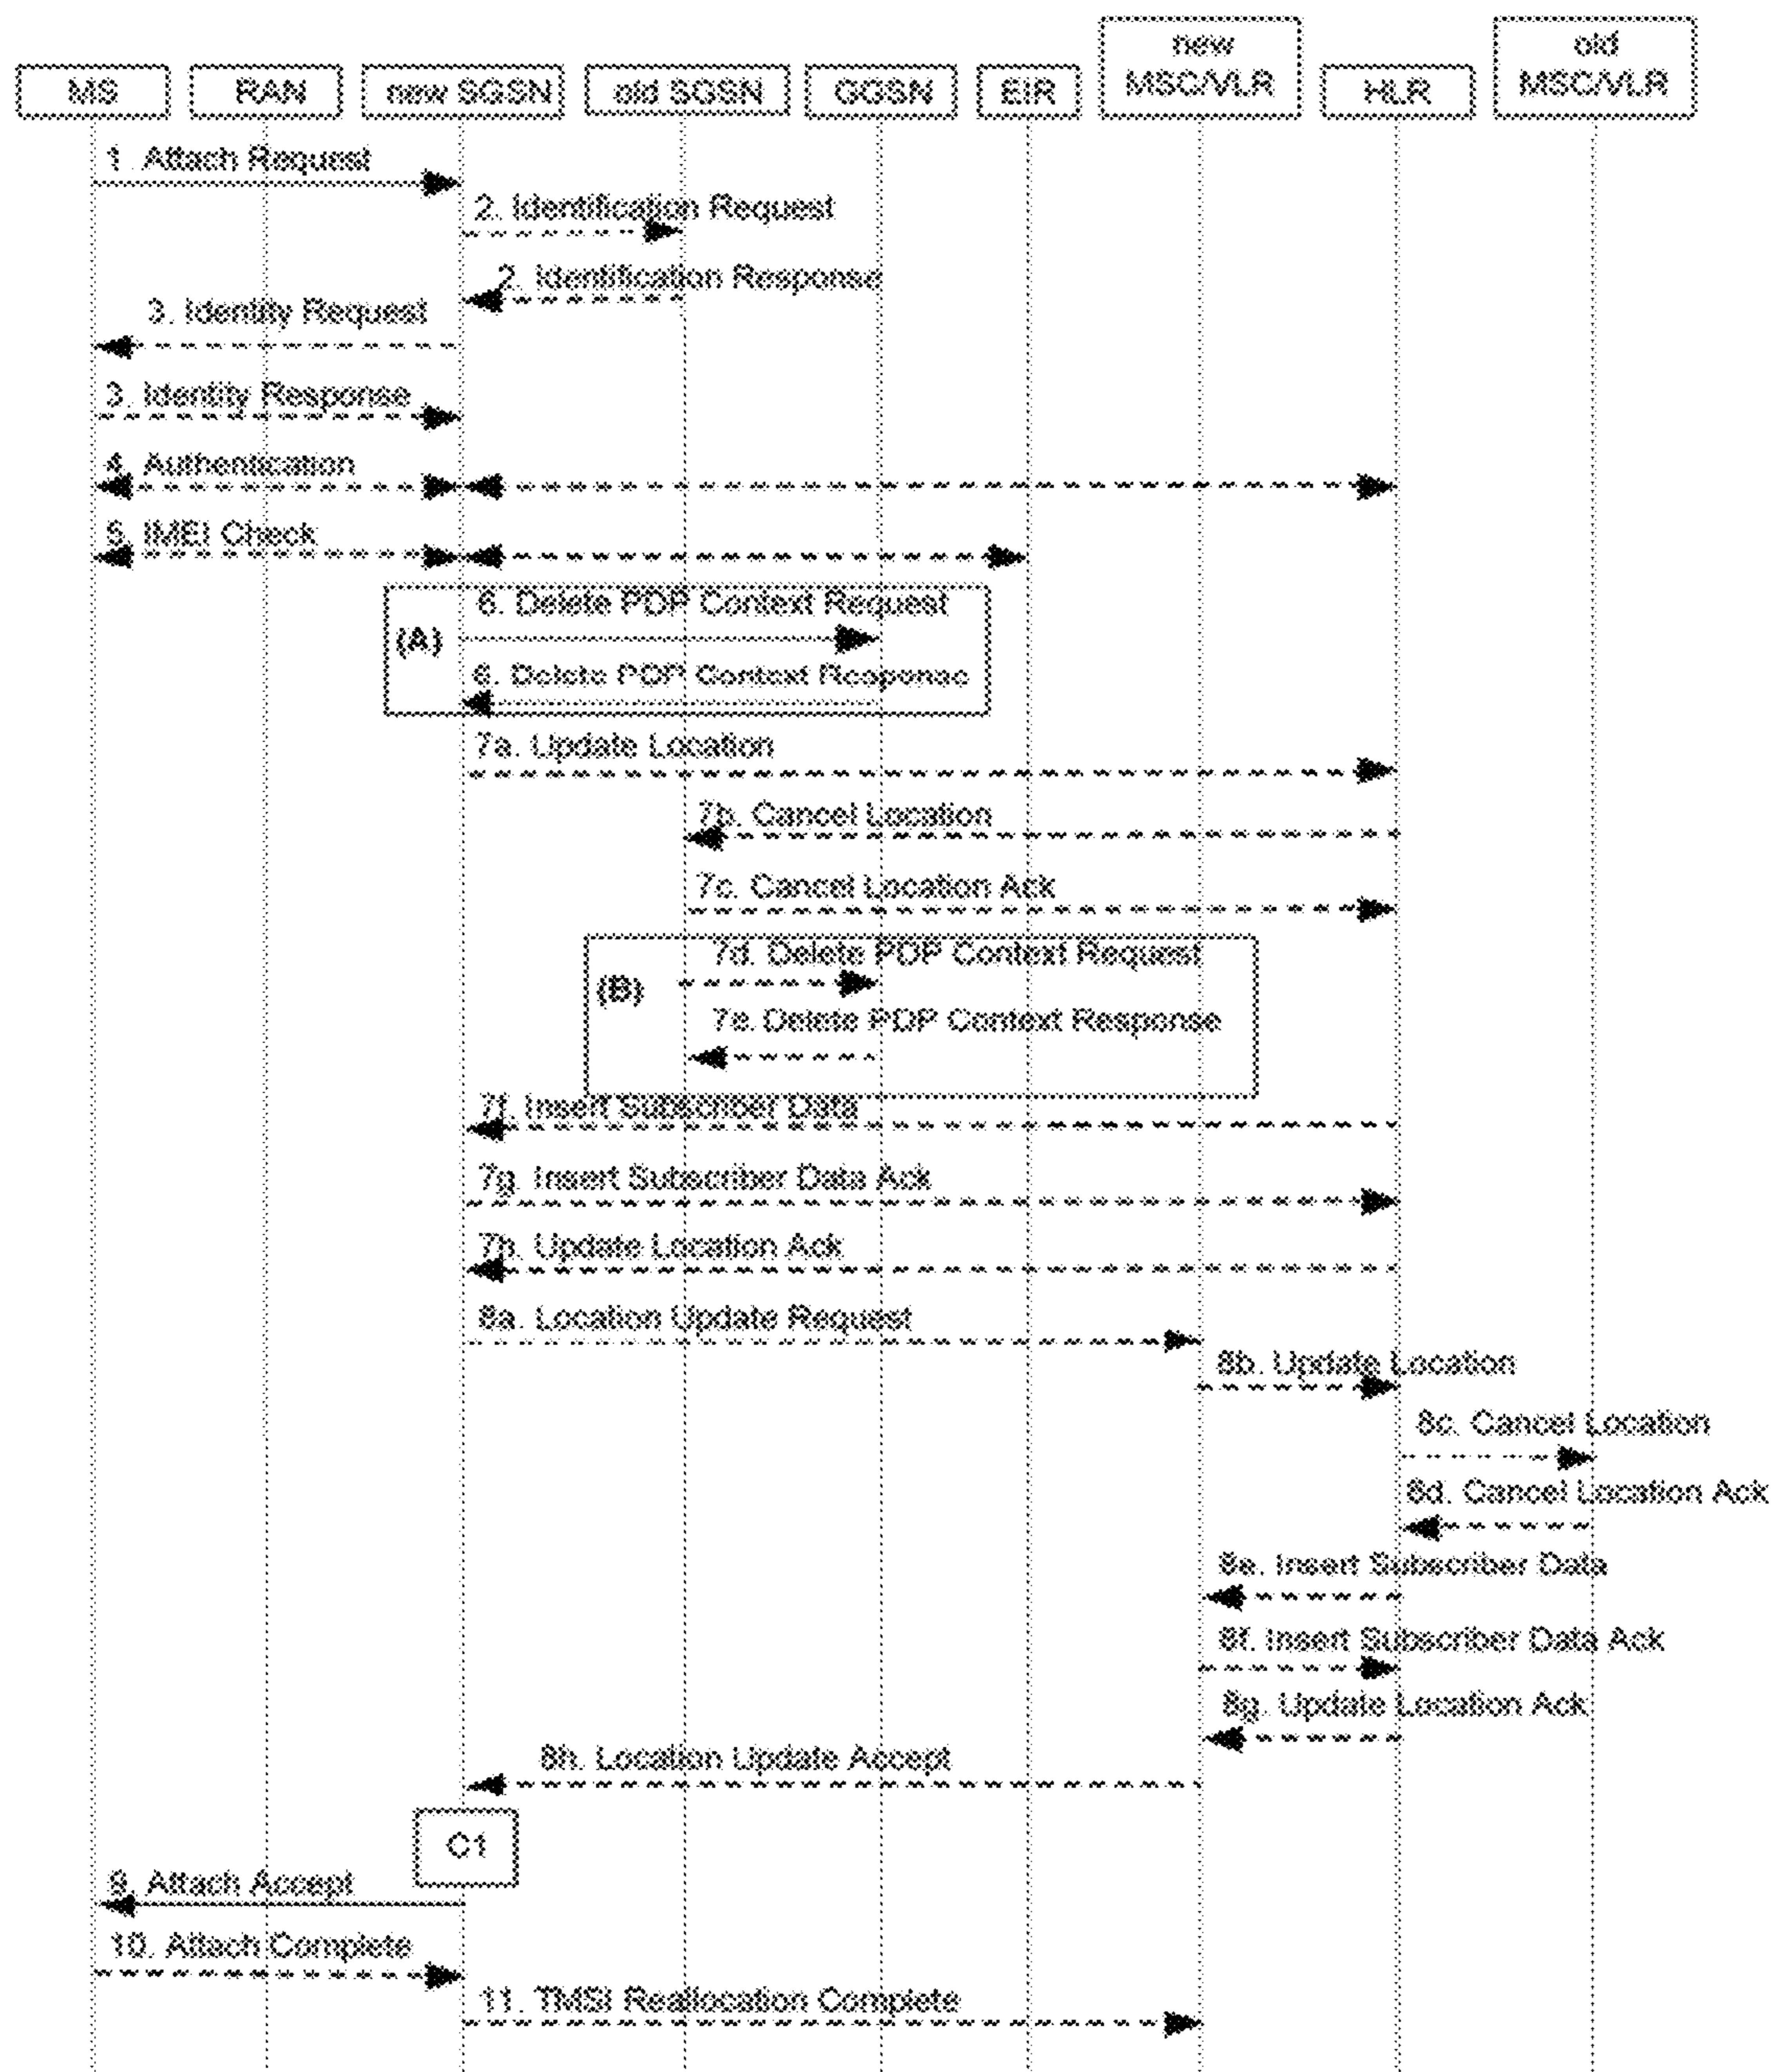 new
old
MS
RAN
new SGSN
old SGSN
GGSN
EIR
MSC/VLR
HLR
MSC/VLR
1. Attach Request
2. Identification Request
2. Identification Response
3. Identity Request
3. Identity Response
4. Authentication
5. IMEI Check
6. Delete PDP Context Request
(A)
6. Delete PDP Context Response
7a. Update Location
7b. Cancel Location
7c. Cancel Location Ack
7d. Delete PDP Context Request
(B)
7e. Delete PDP Context Response
7f. Insert Subscriber Data
7g. Insert Subscriber Data Ack
7h. Update Location Ack
8a. Location Update Request
8b. Update Location
8c. Cancel Location
8d. Cancel Location Ack
8e. Insert Subscriber Data
8f. Insert Subscriber Data Ack
8g. Update Location Ack
8h. Location Update Accept
C1
9. Attach Accept
10. Attach Complete
11. TMSI Reallocation Complete